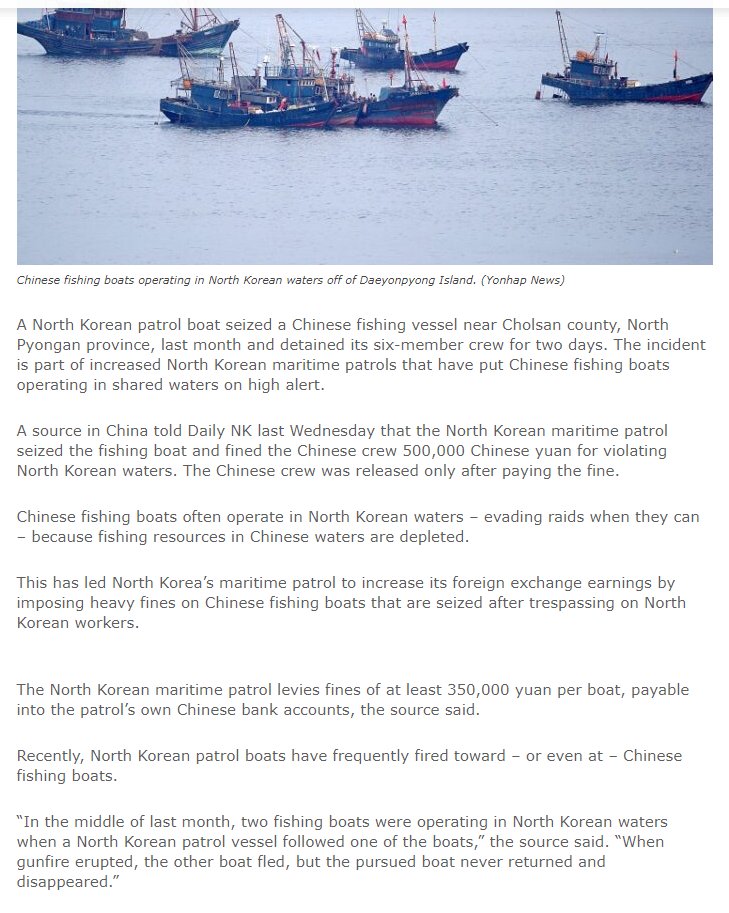 Chinese fishing boats operating in North Korean waters off of Daeyonpyong Island. (Yonhap News)
A North Korean patrol boat seized a Chinese fishing vessel near Cholsan county, North
Pyongan province, last month and detained its six-member crew for two days. The incident
is part of increased North Korean maritime patrols that have put Chinese fishing boats
operating in shared waters on high alert.
A source in China told Daily NK last Wednesday that the North Korean maritime patrol
seized the fishing boat and fined the Chinese crew 500,000 Chinese yuan for violating
North Korean waters. The Chinese crew was released only after paying the fine.
Chinese fishing boats often operate in North Korean waters – evading raids when they can
– because fishing resources in Chinese waters are depleted.
This has led North Korea’s maritime patrol to increase its foreign exchange earnings by
imposing heavy fines on Chinese fishing boats that are seized after trespassing on North
Korean workers.
The North Korean maritime patrol levies fines of at least 350,000 yuan per boat, payable
into the patrol’s own Chinese bank accounts, the source said.
Recently, North Korean patrol boats have frequently fired toward – or even at – Chinese
fishing boats.
“In the middle of last month, two fishing boats were operating in North Korean waters
when a North Korean patrol vessel followed one of the boats,” the source said. “When
gunfire erupted, the other boat fled, but the pursued boat never returned and
disappeared.”